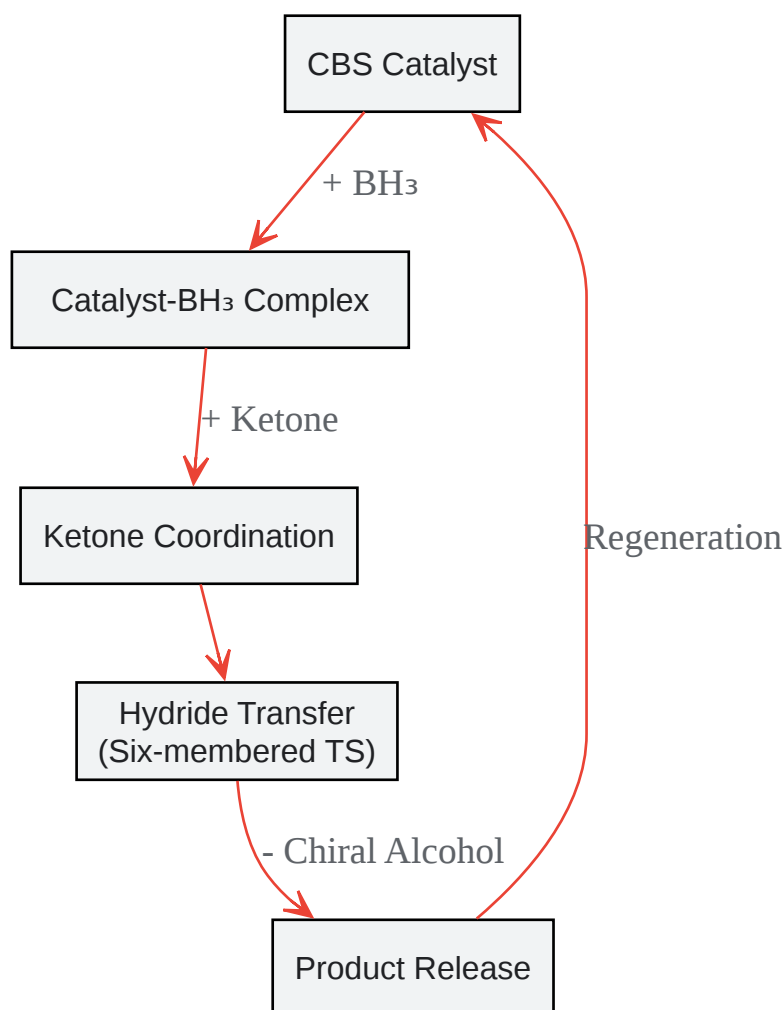 CBS Catalyst
+ BH₃
Catalyst-BH₃ Complex
+ Ketone
Ketone Coordination
Regeneration
Hydride Transfer
(Six-membered TS)
- Chiral Alcohol
Product Release